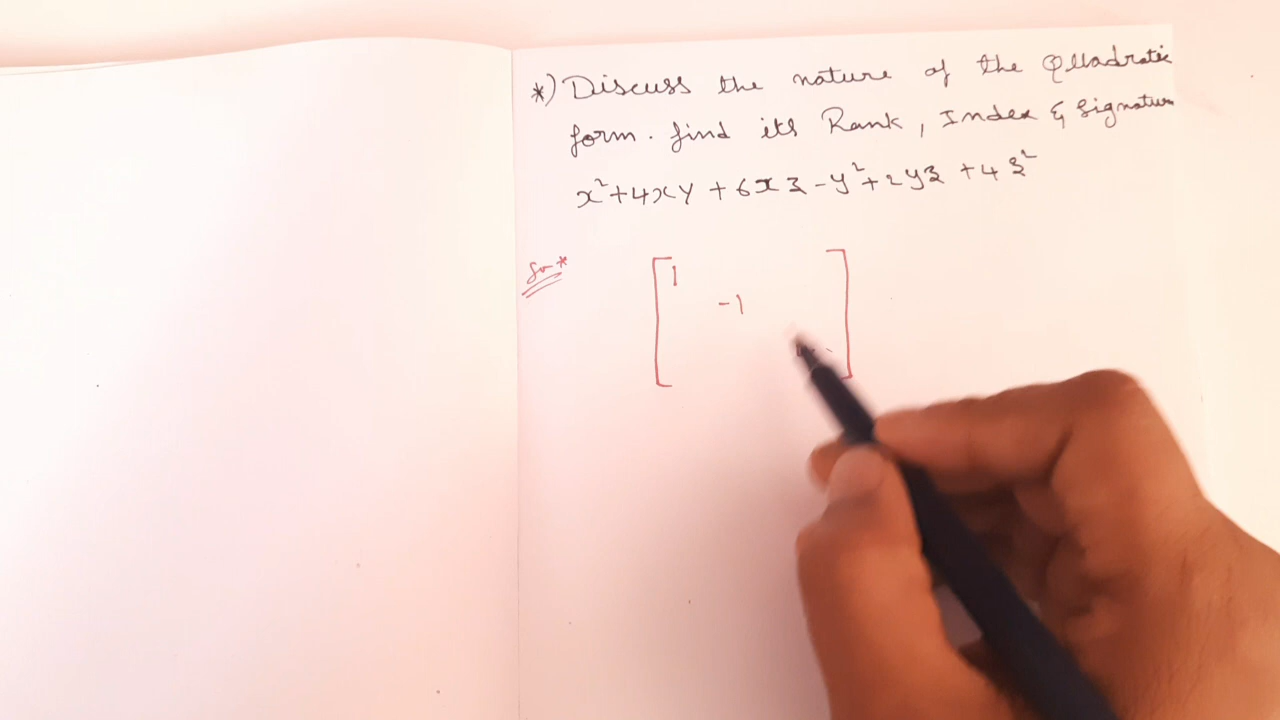 *) Discuss the nature of the Quadratic
form. find its Rank, Index & Signature
x²+4xy+6xz-y²+2yz+4z²
Sol*
1
-1